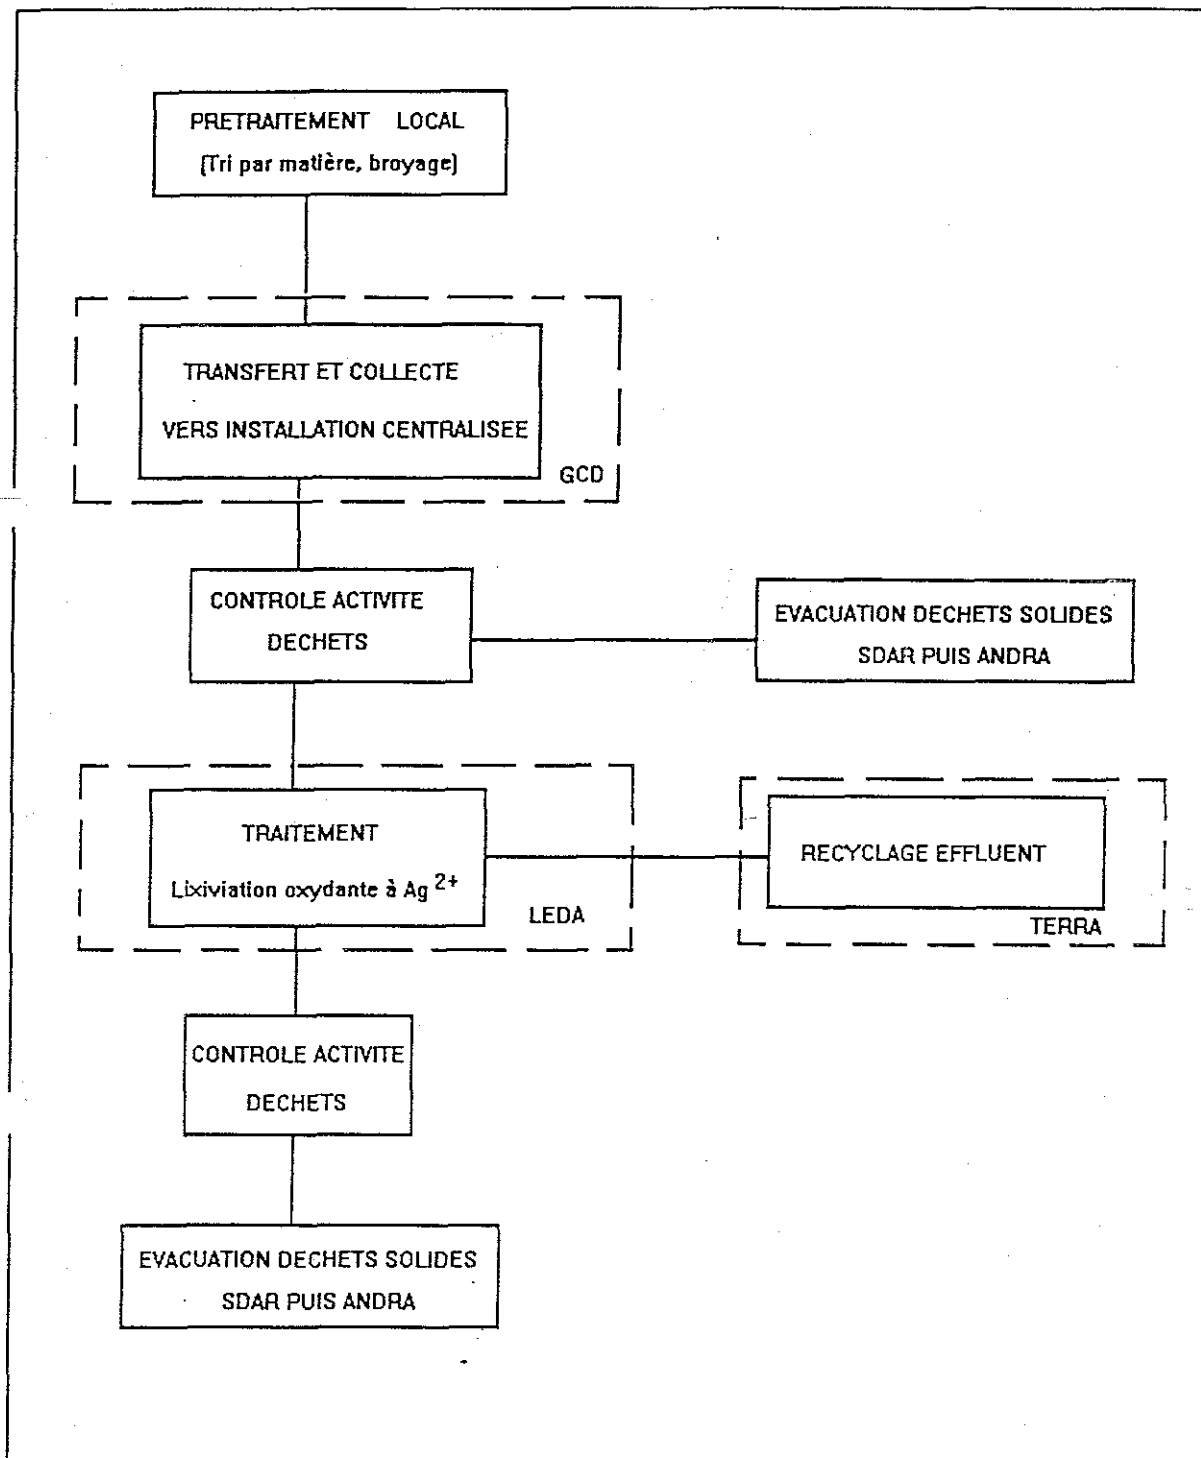 PRETRAITEMENT LOCAL
(Tri par matière, broyage)
TRANSFERT ET COLLECTE
VERS INSTALLATION CENTRALISEE
GCD
CONTROLE ACTIVITE
DECHETS
EVACUATION DECHETS SOLIDES
SDAR PUIS ANDRA
TRAITEMENT
Lixiviation oxydante à Ag 2+
LEDA
RECYCLAGE EFFLUENT
TERRA
CONTROLE ACTIVITE
DECHETS
EVACUATION DECHETS SOLIDES
SDAR PUIS ANDRA